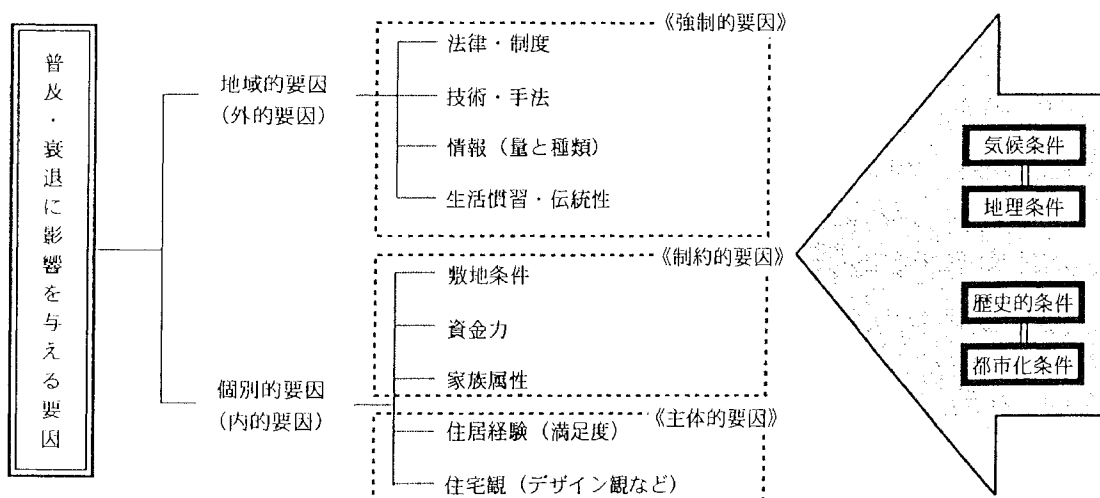 普及・衰退に影響を与える要因
地域的要因
(外的要因)
《強制的要因》
法律・制度
技術・手法
情報（量と種類）
生活慣習・伝統性
個別的要因
(内的要因)
《制約的要因》
敷地条件
資金力
家族属性
《主体的要因》
住居経験（満足度）
住宅観（デザイン観など）
気候条件
地理条件
歴史的条件
都市化条件